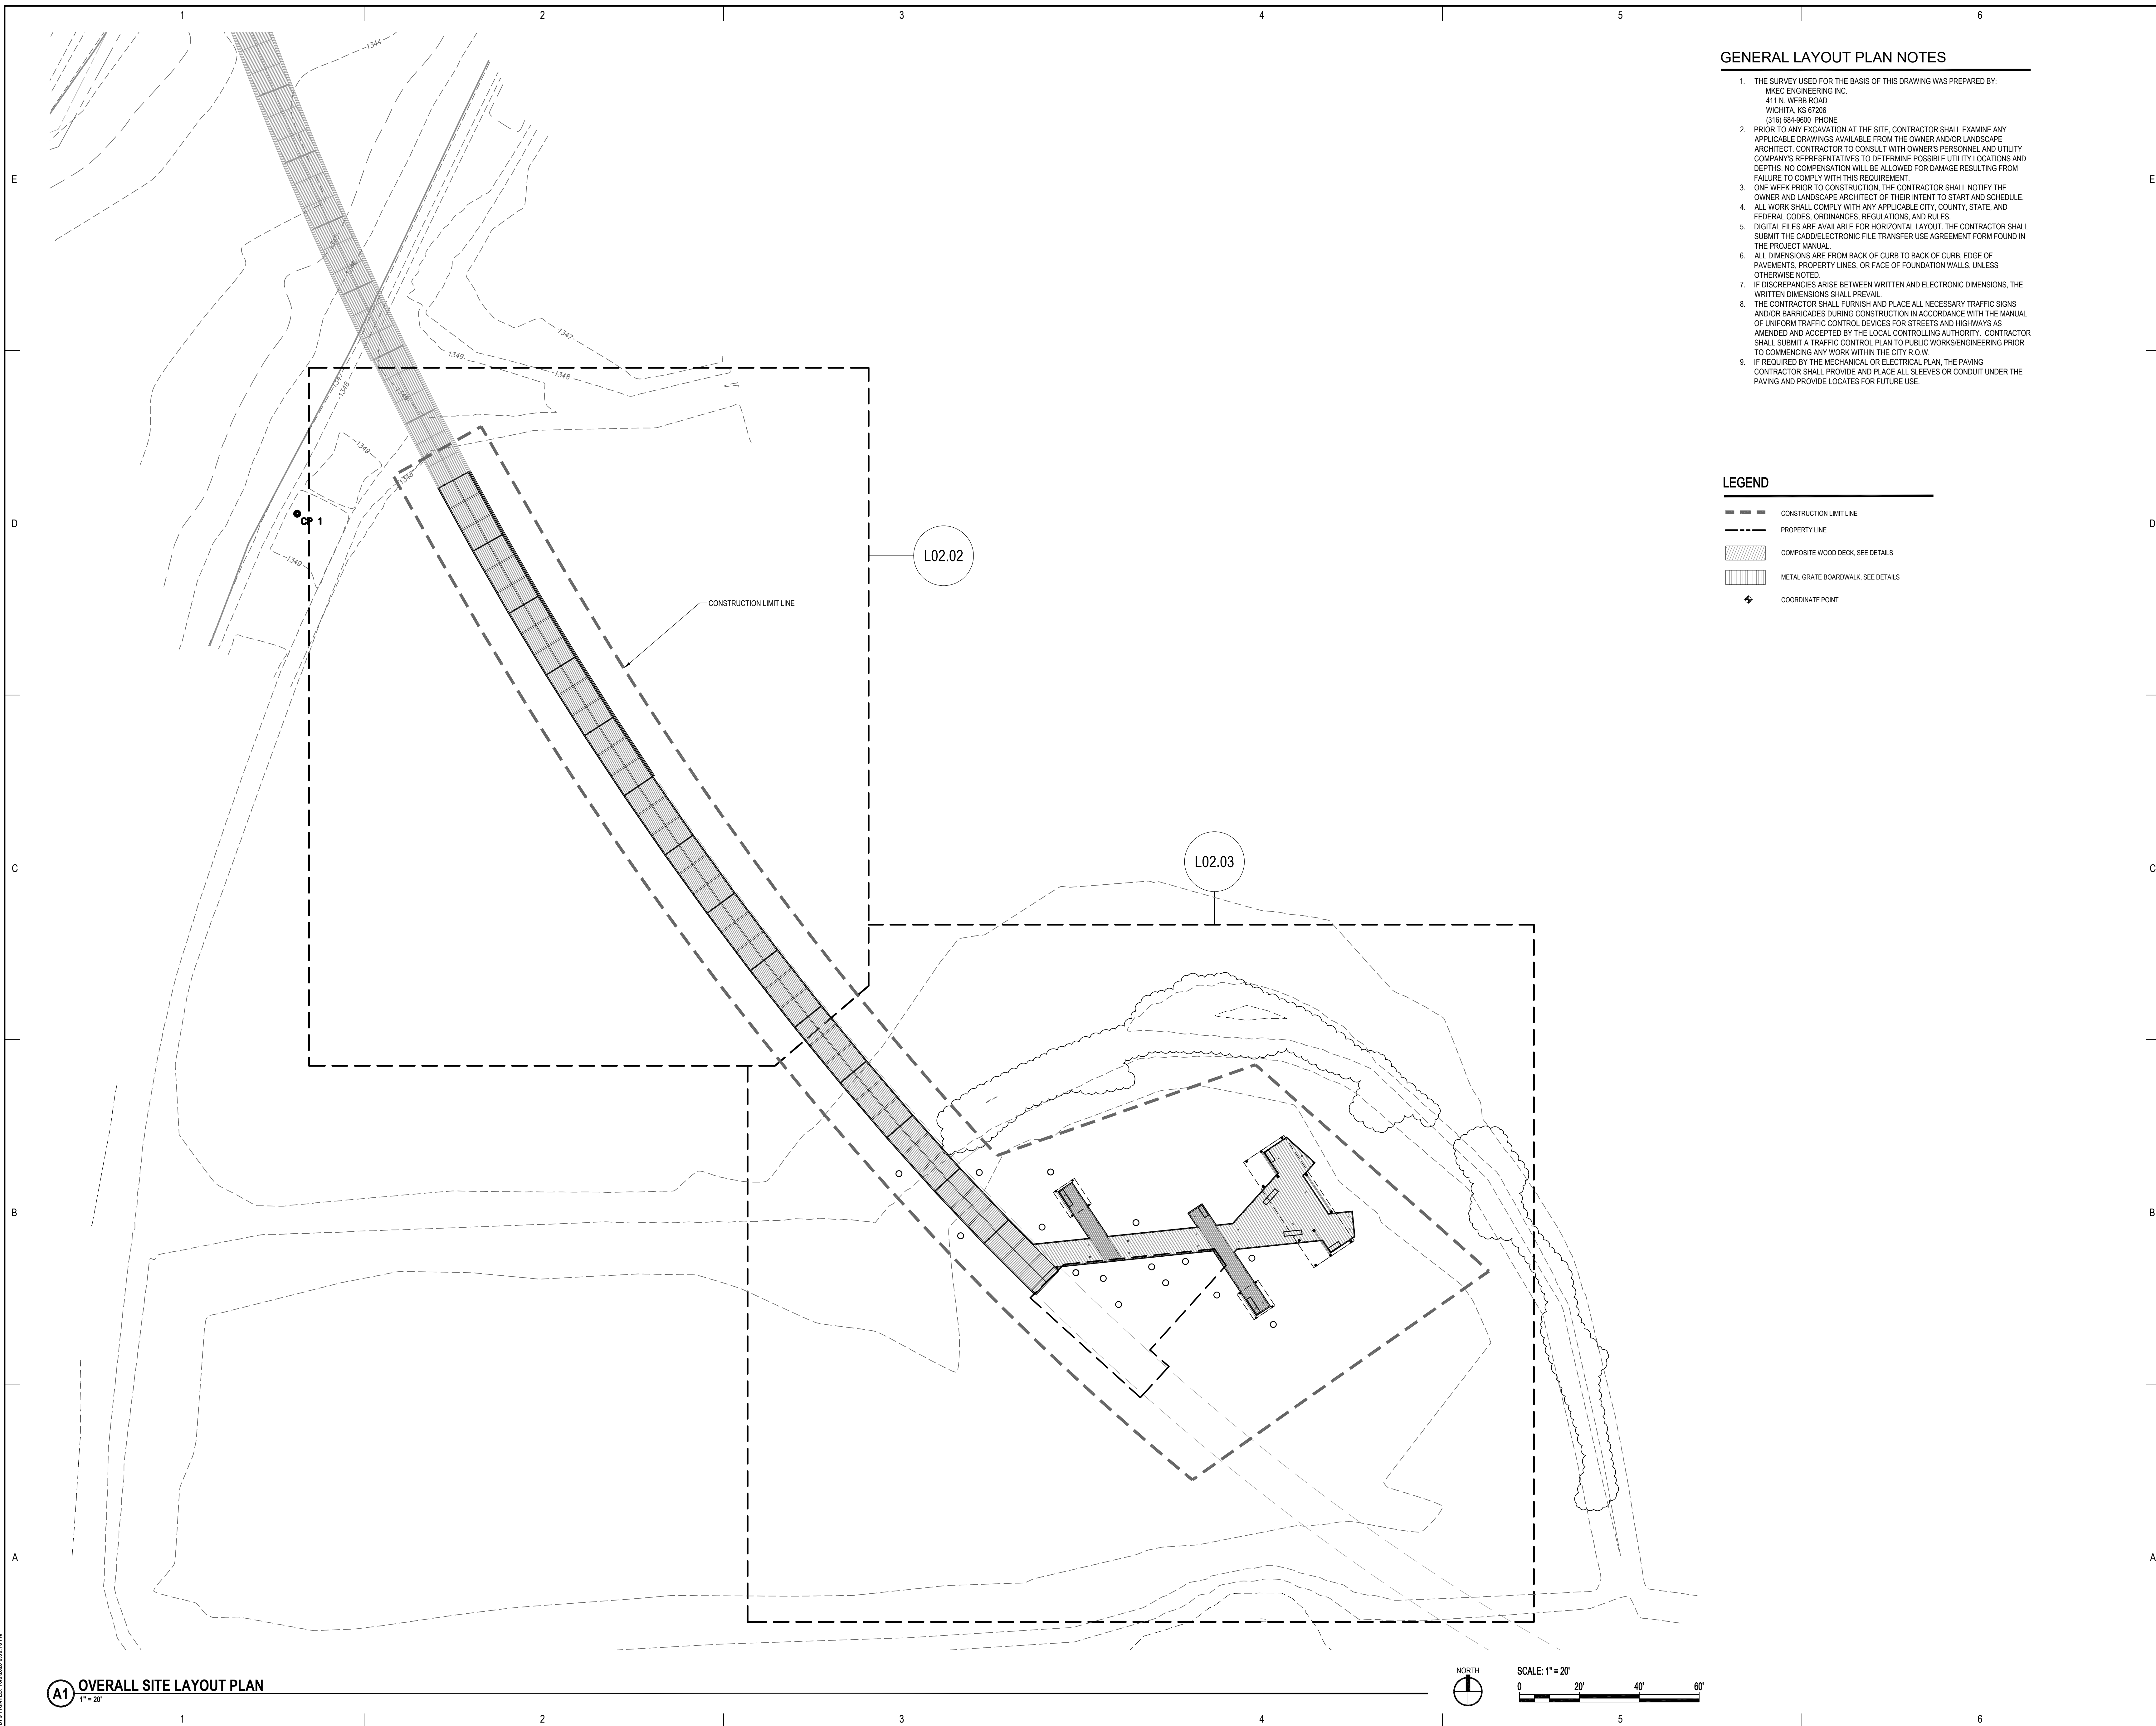 1 2 3 4 5 6
GENERAL LAYOUT PLAN NOTES
1. THE SURVEY USED FOR THE BASIS OF THIS DRAWING WAS PREPARED BY:
MKEC ENGINEERING INC.
411 N. WEBB ROAD
WICHITA, KS 67206
(316) 684-9600 PHONE
2. PRIOR TO ANY EXCAVATION AT THE SITE, CONTRACTOR SHALL EXAMINE ANY
APPLICABLE DRAWINGS AVAILABLE FROM THE OWNER AND/OR LANDSCAPE
ARCHITECT. CONTRACTOR TO CONSULT WITH OWNER'S PERSONNEL AND UTILITY
COMPANY'S REPRESENTATIVES TO DETERMINE POSSIBLE UTILITY LOCATIONS AND
DEPTHS. NO COMPENSATION WILL BE ALLOWED FOR DAMAGE RESULTING FROM
FAILURE TO COMPLY WITH THIS REQUIREMENT.
3. ONE WEEK PRIOR TO CONSTRUCTION, THE CONTRACTOR SHALL NOTIFY THE
OWNER AND LANDSCAPE ARCHITECT OF THEIR INTENT TO START AND SCHEDULE.
4. ALL WORK SHALL COMPLY WITH ANY APPLICABLE CITY, COUNTY, STATE, AND
FEDERAL CODES, ORDINANCES, REGULATIONS, AND RULES.
5. DIGITAL FILES ARE AVAILABLE FOR HORIZONTAL LAYOUT. THE CONTRACTOR SHALL
SUBMIT THE CADD/ELECTRONIC FILE TRANSFER USE AGREEMENT FORM FOUND IN
THE PROJECT MANUAL.
6. ALL DIMENSIONS ARE FROM BACK OF CURB TO BACK OF CURB, EDGE OF
PAVEMENTS, PROPERTY LINES, OR FACE OF FOUNDATION WALLS, UNLESS
OTHERWISE NOTED.
7. IF DISCREPANCIES ARISE BETWEEN WRITTEN AND ELECTRONIC DIMENSIONS, THE
WRITTEN DIMENSIONS SHALL PREVAIL.
8. THE CONTRACTOR SHALL FURNISH AND PLACE ALL NECESSARY TRAFFIC SIGNS
AND/OR BARRICADES DURING CONSTRUCTION IN ACCORDANCE WITH THE MANUAL
OF UNIFORM TRAFFIC CONTROL DEVICES FOR STREETS AND HIGHWAYS AS
AMENDED AND ACCEPTED BY THE LOCAL CONTROLLING AUTHORITY. CONTRACTOR
SHALL SUBMIT A TRAFFIC CONTROL PLAN TO PUBLIC WORKS/ENGINEERING PRIOR
TO COMMENCING ANY WORK WITHIN THE CITY R.O.W.
9. IF REQUIRED BY THE MECHANICAL OR ELECTRICAL PLAN, THE PAVING
CONTRACTOR SHALL PROVIDE AND PLACE ALL SLEEVES OR CONDUIT UNDER THE
PAVING AND PROVIDE LOCATES FOR FUTURE USE.
LEGEND
CONSTRUCTION LIMIT LINE
PROPERTY LINE
COMPOSITE WOOD DECK, SEE DETAILS
METAL GRATE BOARDWALK, SEE DETAILS
COORDINATE POINT
1344
E E
1345
1346
1347
1349
1348
1347
1348
1349
1349
1348
D D
CP 1
1349
L02.02
CONSTRUCTION LIMIT LINE
C C
L02.03
B B
A A
A1 OVERALL SITE LAYOUT PLAN
1" = 20'
NORTH
SCALE: 1" = 20'
0 20' 40' 60'
1 2 3 4 5 6